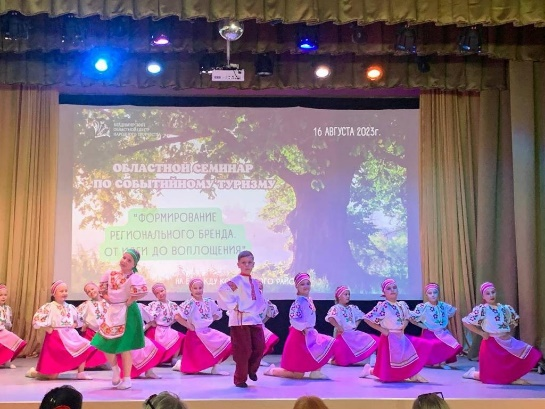 16 АВГУСТА 2023г.
ОБЛАСТНОЙ СЕМИНАР
ПО СОБЫТИЙНОМУ ТУРИЗМУ
"ФОРМИРОВАНИЕ
РЕГИОНАЛЬНОГО БРЕНДА
ОТ ИДЕИ ДО ВОПЛОЩЕНИЯ"